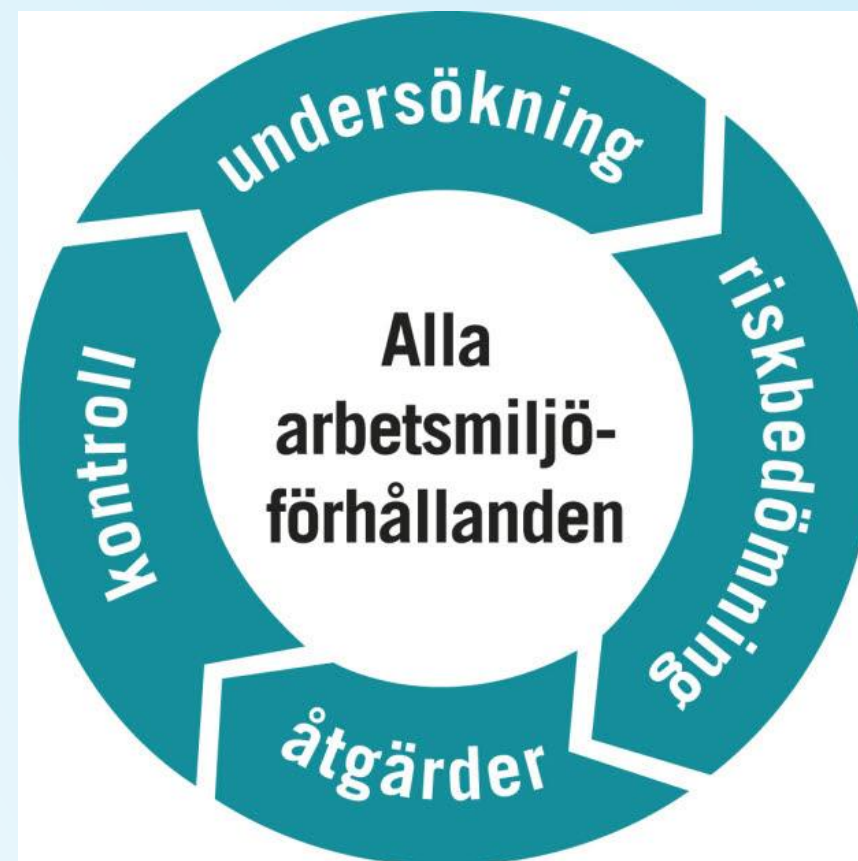 undersökning
riskbedömning
åtgärder
kontroll
Alla
arbetsmiljö-
förhållanden